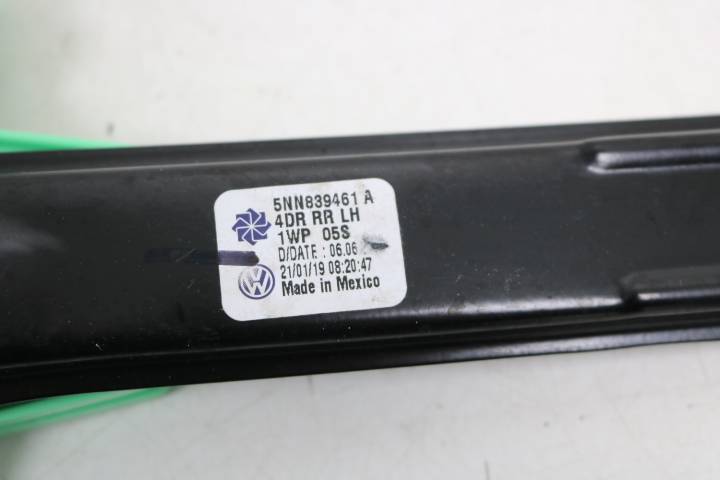 5NN839461 A
4DR RR LH
1WP 05S
D/DATE : 06.06
21/01/19 08:20:47
Made in Mexico